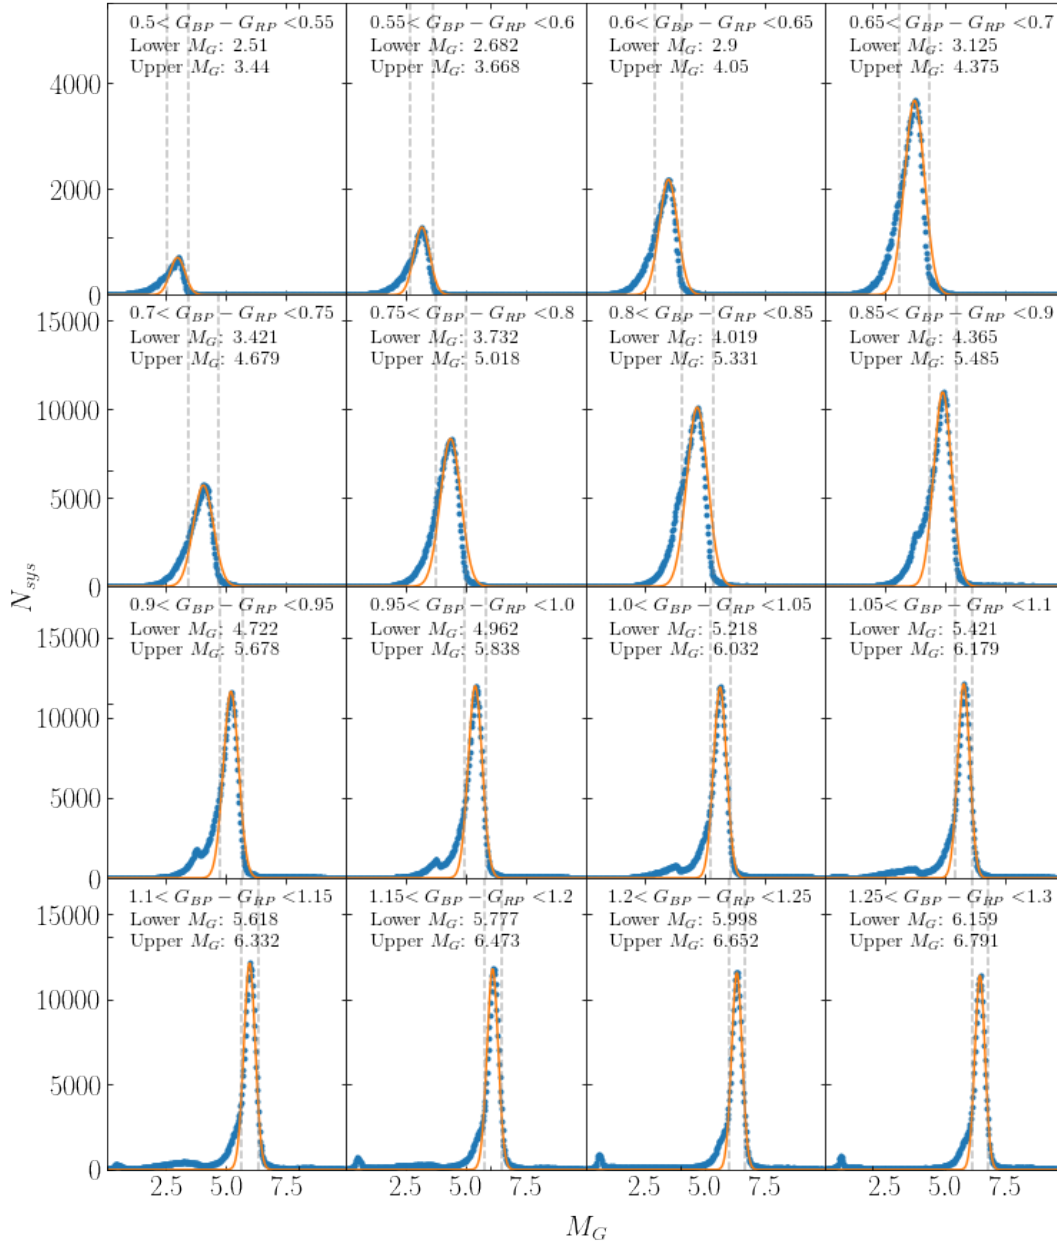 0.5< G_BP − G_RP <0.55
Lower M_G: 2.51
Upper M_G: 3.44
0.55< G_BP − G_RP <0.6
Lower M_G: 2.682
Upper M_G: 3.668
0.6< G_BP − G_RP <0.65
Lower M_G: 2.9
Upper M_G: 4.05
0.65< G_BP − G_RP <0.7
Lower M_G: 3.125
Upper M_G: 4.375
4000
2000
0
0.7< G_BP − G_RP <0.75
Lower M_G: 3.421
Upper M_G: 4.679
0.75< G_BP − G_RP <0.8
Lower M_G: 3.732
Upper M_G: 5.018
0.8< G_BP − G_RP <0.85
Lower M_G: 4.019
Upper M_G: 5.331
0.85< G_BP − G_RP <0.9
Lower M_G: 4.365
Upper M_G: 5.485
15000
10000
5000
0
N_sys
0.9< G_BP − G_RP <0.95
Lower M_G: 4.722
Upper M_G: 5.678
0.95< G_BP − G_RP <1.0
Lower M_G: 4.962
Upper M_G: 5.838
1.0< G_BP − G_RP <1.05
Lower M_G: 5.218
Upper M_G: 6.032
1.05< G_BP − G_RP <1.1
Lower M_G: 5.421
Upper M_G: 6.179
15000
10000
5000
0
1.1< G_BP − G_RP <1.15
Lower M_G: 5.618
Upper M_G: 6.332
1.15< G_BP − G_RP <1.2
Lower M_G: 5.777
Upper M_G: 6.473
1.2< G_BP − G_RP <1.25
Lower M_G: 5.998
Upper M_G: 6.652
1.25< G_BP − G_RP <1.3
Lower M_G: 6.159
Upper M_G: 6.791
15000
10000
5000
0
2.5 5.0 7.5 2.5 5.0 7.5 2.5 5.0 7.5 2.5 5.0 7.5
M_G